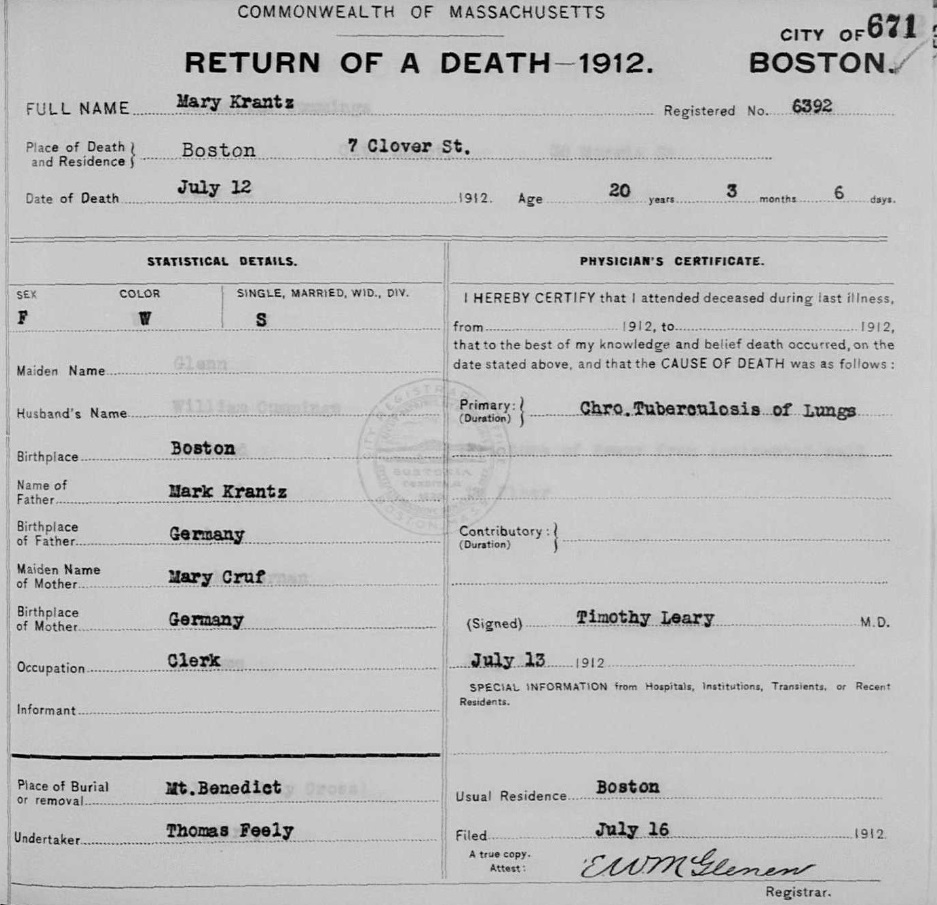 COMMONWEALTH OF MASSACHUSETTS
CITY OF 671
RETURN OF A DEATH—1912. BOSTON.
FULL NAME Mary Krantz Registered No. 6392
Place of Death and Residence Boston 7 Clover St.
Date of Death July 12 1912. Age 20 years 3 months 6 days.
STATISTICAL DETAILS.
SEX COLOR SINGLE, MARRIED, WID., DIV.
F W S
Maiden Name
Husband's Name
Birthplace Boston
Name of Father Mark Krantz
Birthplace of Father Germany
Maiden Name of Mother Mary Cruf
Birthplace of Mother Germany
Occupation Clerk
Informant
Place of Burial or removal Mt.Benedict
Undertaker Thomas Feely
PHYSICIAN'S CERTIFICATE.
I HEREBY CERTIFY that I attended deceased during last illness,
from 1912, to 1912,
that to the best of my knowledge and belief death occurred, on the
date stated above, and that the CAUSE OF DEATH was as follows :
Primary: (Duration) Chro.Tuberculosis of Lungs
Contributory: (Duration)
(Signed) Timothy Leary M.D.
July 13 1912
SPECIAL INFORMATION from Hospitals, Institutions, Transients, or Recent
Residents.
Usual Residence Boston
Filed July 16 1912.
A true copy.
Attest: E W McGlenen
Registrar.